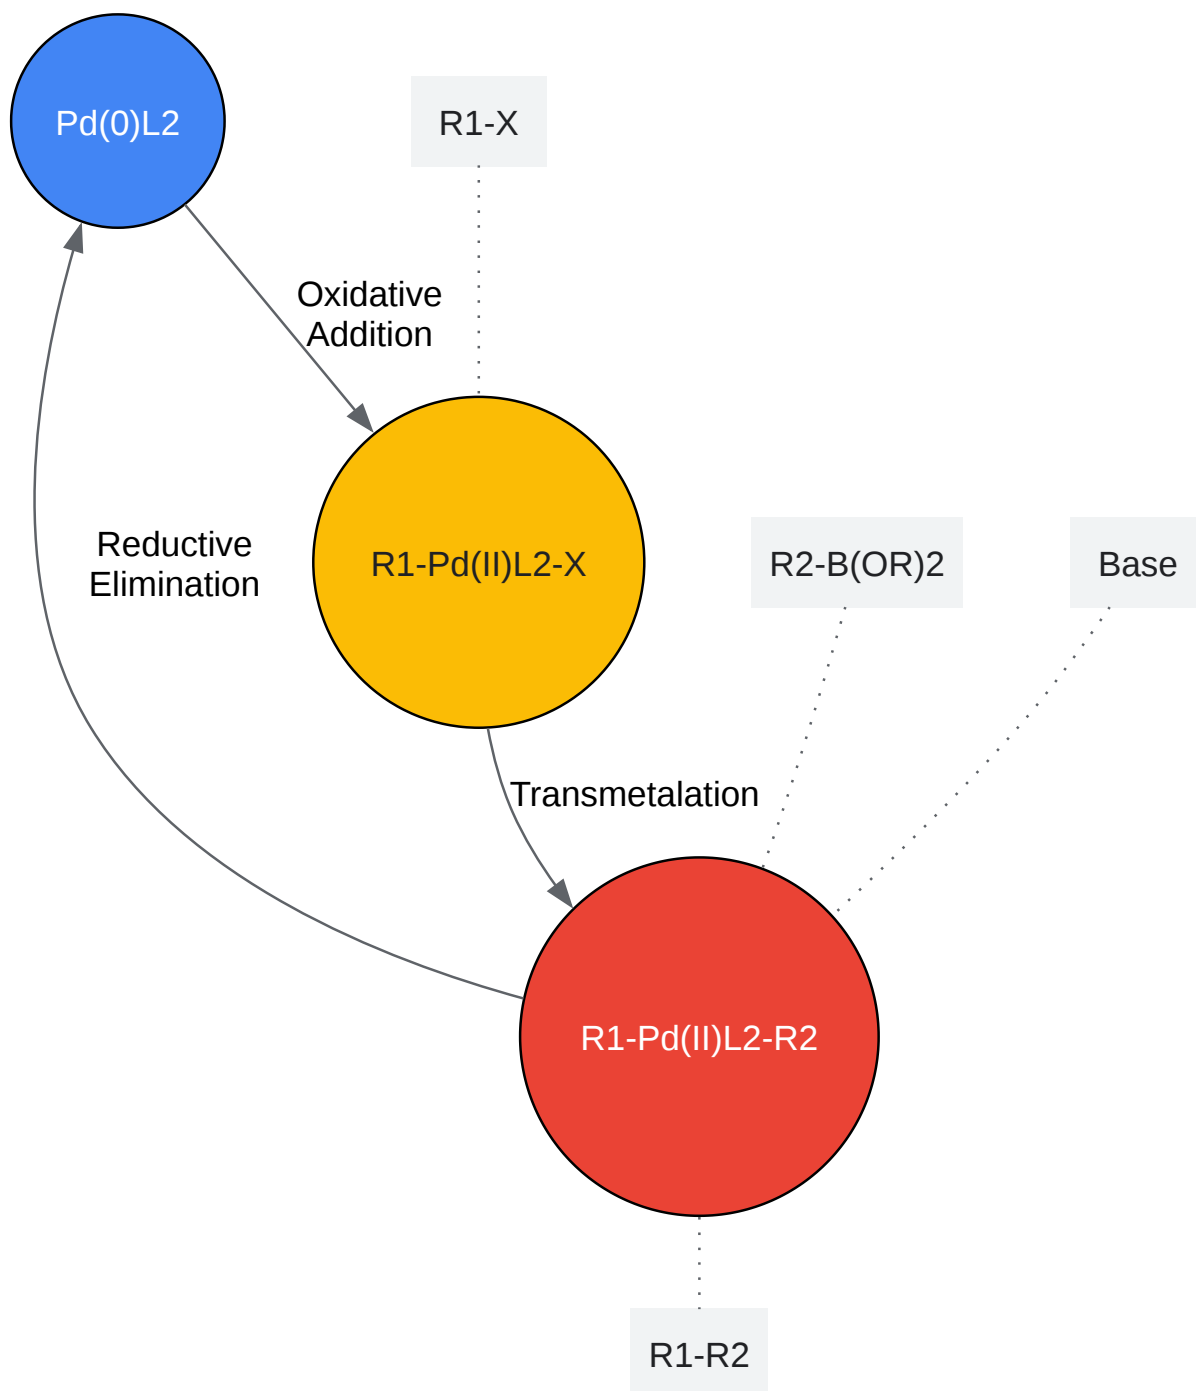 Pd(0)L2
R1-X
Oxidative
Addition
Reductive
Elimination
R1-Pd(II)L2-X
R2-B(OR)2
Base
Transmetalation
R1-Pd(II)L2-R2
R1-R2